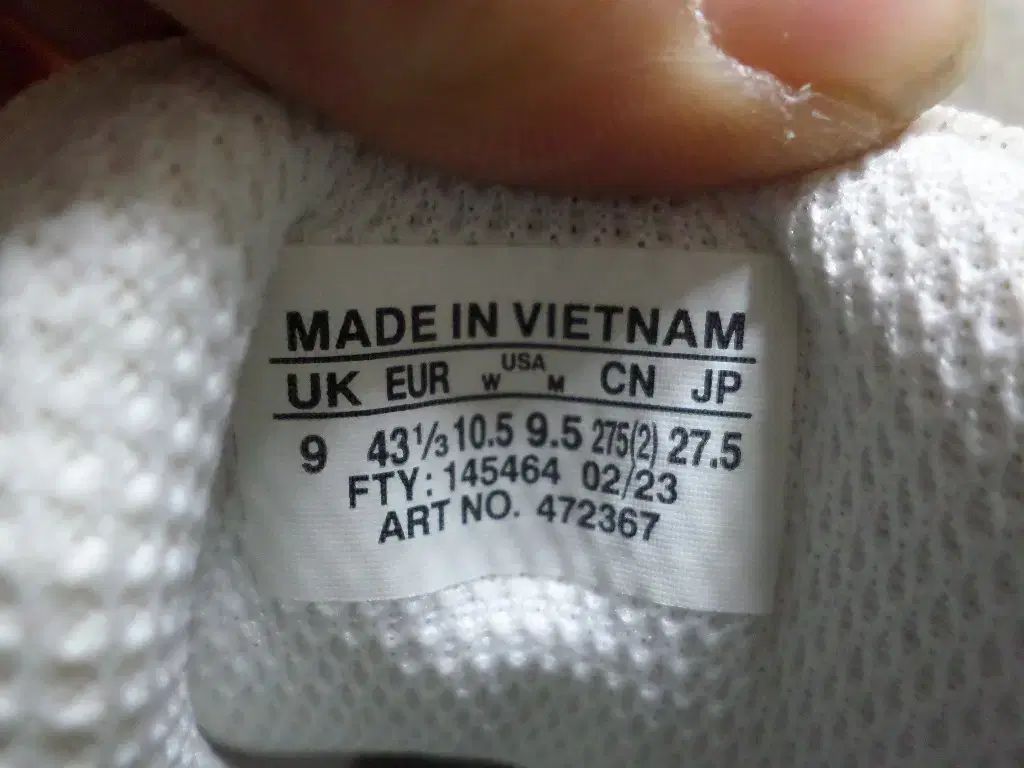 MADE IN VIETNAM
UK EUR W USA M CN JP
9 43⅓ 10.5 9.5 275(2) 27.5
FTY: 145464 02/23
ART NO. 472367